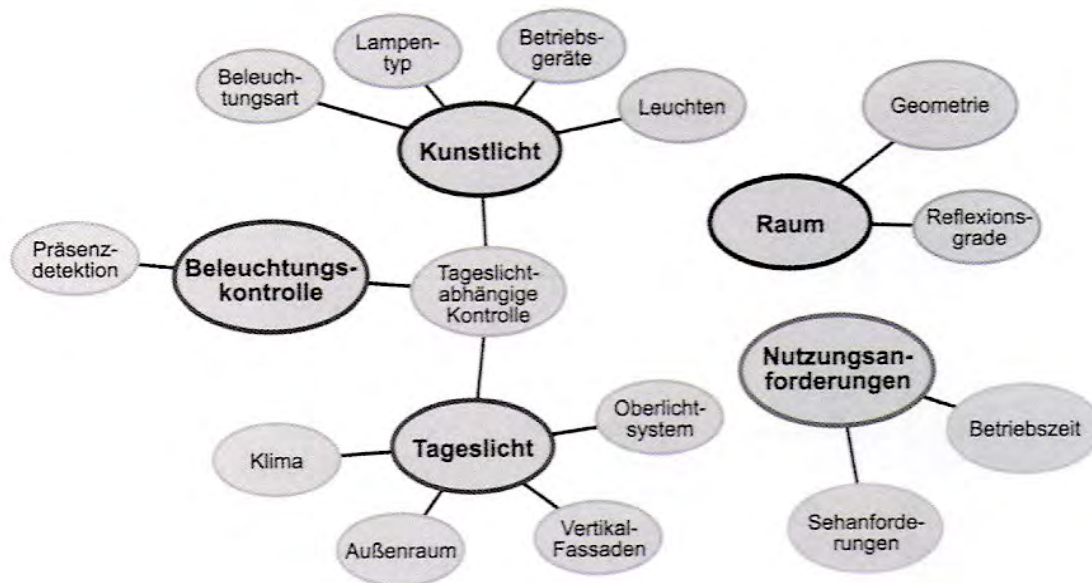 Lampen-
typ
Betriebs-
geräte
Beleuch-
tungsart
Leuchten
Kunstlicht
Geometrie
Raum
Reflexions-
grade
Präsenz-
detektion
Beleuchtungs-
kontrolle
Tageslicht-
abhängige
Kontrolle
Nutzungsan-
forderungen
Betriebszeit
Sehanforde-
rungen
Oberlicht-
system
Tageslicht
Klima
Außenraum
Vertikal-
Fassaden